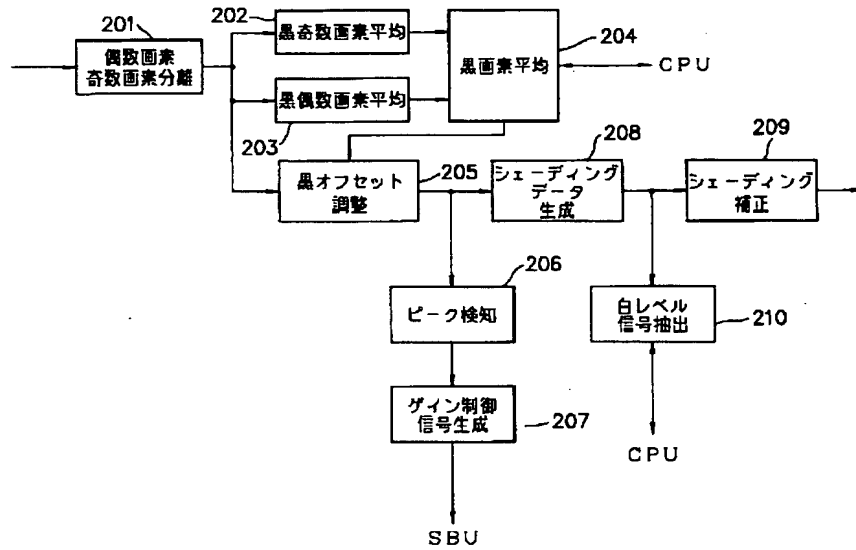 201
偶数画素
奇数画素分離
202
黒奇数画素平均
203
黒偶数画素平均
204
黒画素平均
CPU
205
黒オフセット
調整
208
シェーディング
データ
生成
209
シェーディング
補正
206
ピーク検知
207
ゲイン制御
信号生成
SBU
210
白レベル
信号抽出
CPU